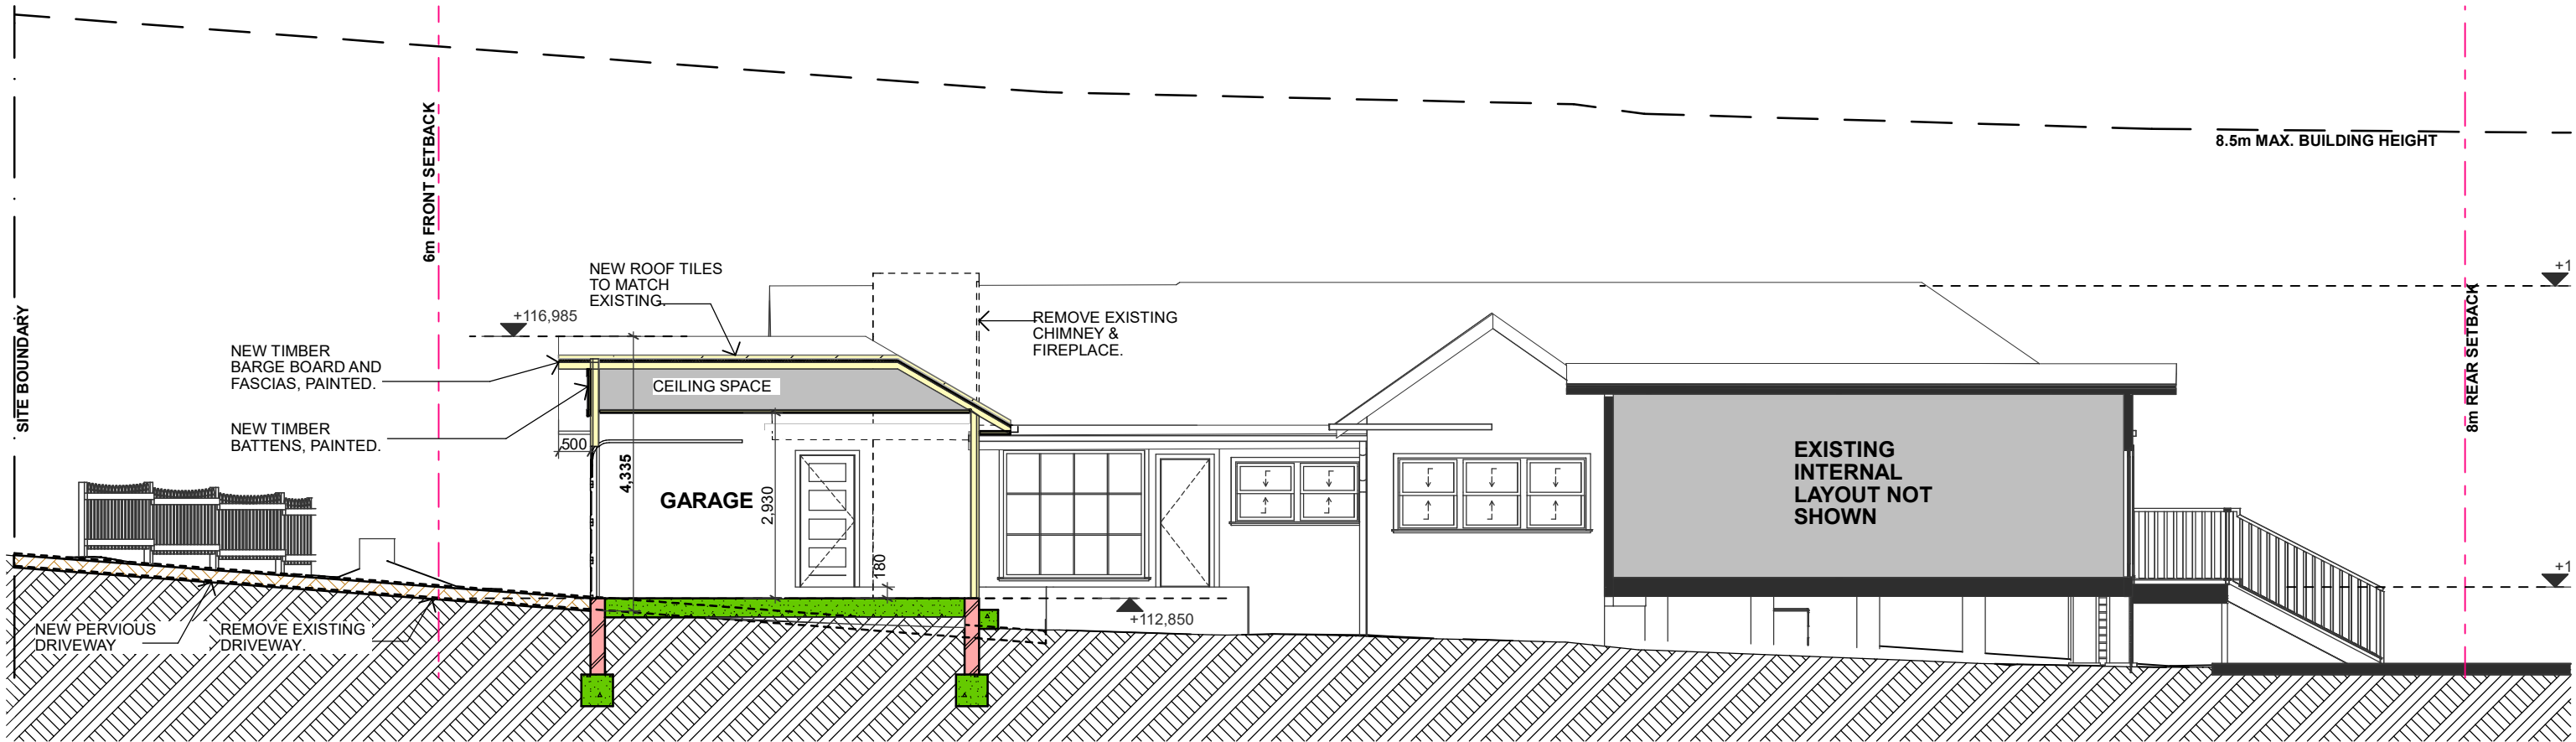 8.5m MAX. BUILDING HEIGHT
6m FRONT SETBACK
NEW ROOF TILES
TO MATCH
EXISTING.
+116,985
REMOVE EXISTING
CHIMNEY &
FIREPLACE.
+1
SITE BOUNDARY
8m REAR SETBACK
NEW TIMBER
BARGE BOARD AND
FASCIAS, PAINTED.
CEILING SPACE
NEW TIMBER
BATTENS, PAINTED.
500
4,335
GARAGE
2,930
180
EXISTING
INTERNAL
LAYOUT NOT
SHOWN
+1
+112,850
NEW PERVIOUS
DRIVEWAY
REMOVE EXISTING
DRIVEWAY.